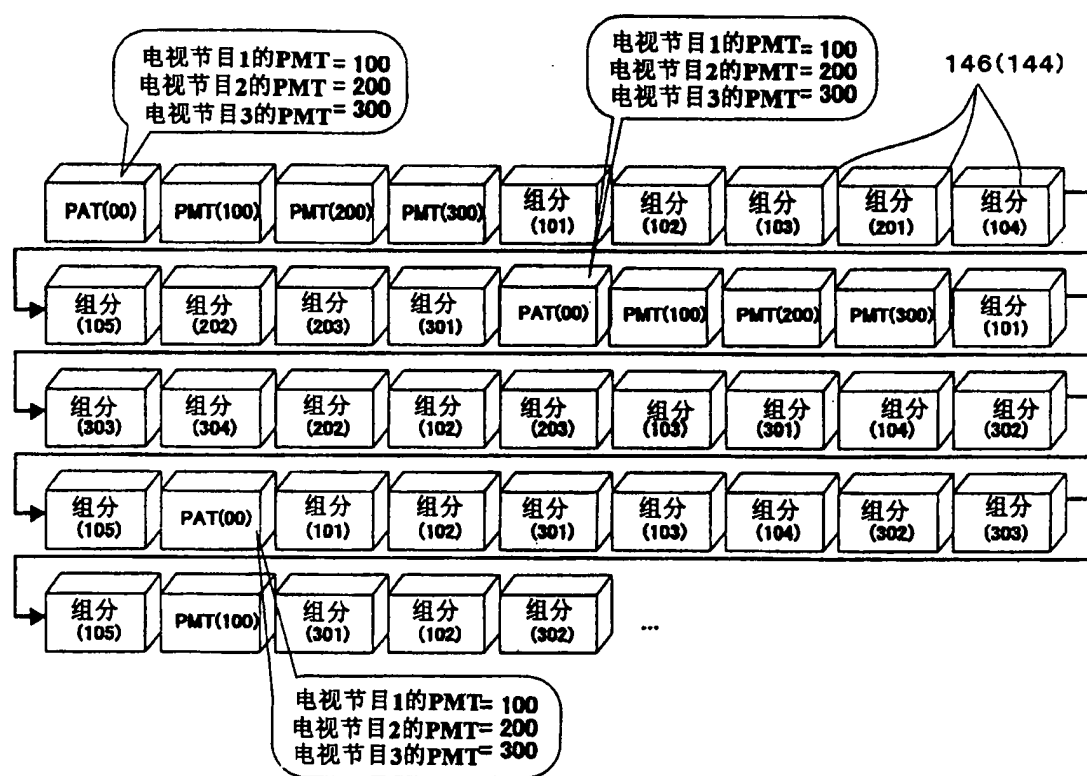 电视节目1的PMT= 100
电视节目2的PMT = 200
电视节目3的PMT= 300
电视节目1的PMT= 100
电视节目2的PMT= 200
电视节目3的PMT= 300
146(144)
PAT(00) PMT(100) PMT(200) PMT(300) 组分(101) 组分(102) 组分(103) 组分(201) 组分(104)
组分(105) 组分(202) 组分(203) 组分(301) PAT(00) PMT(100) PMT(200) PMT(300) 组分(101)
组分(303) 组分(304) 组分(202) 组分(102) 组分(203) 组分(103) 组分(301) 组分(104) 组分(302)
组分(105) PAT(00) 组分(101) 组分(102) 组分(301) 组分(103) 组分(104) 组分(302) 组分(303)
组分(105) PMT(100) 组分(301) 组分(102) 组分(302) ...
电视节目1的PMT= 100
电视节目2的PMT= 200
电视节目3的PMT= 300